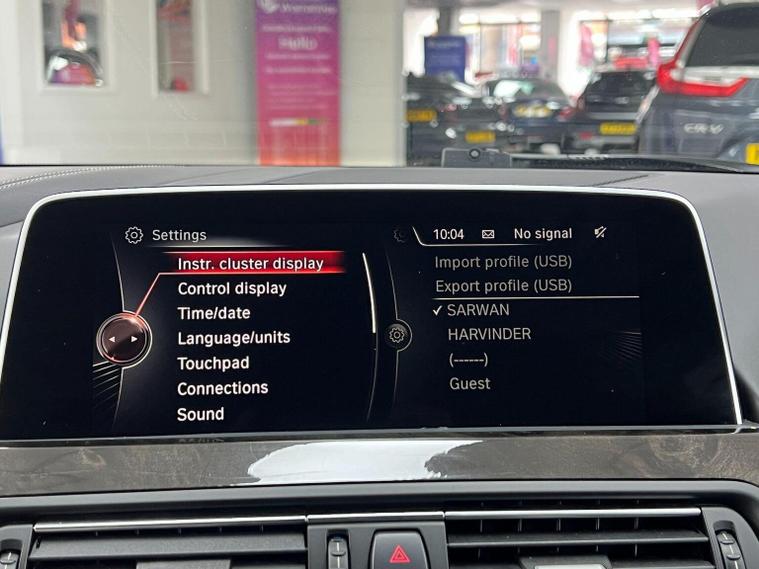 Hello
CR-V
Settings
10:04
No signal
Instr. cluster display
Control display
Time/date
Language/units
Touchpad
Connections
Sound
Import profile (USB)
Export profile (USB)
SARWAN
HARVINDER
(------)
Guest